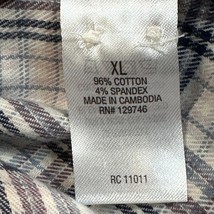 XL
96% COTTON
4% SPANDEX
MADE IN CAMBODIA
RN# 129746
RC 11011